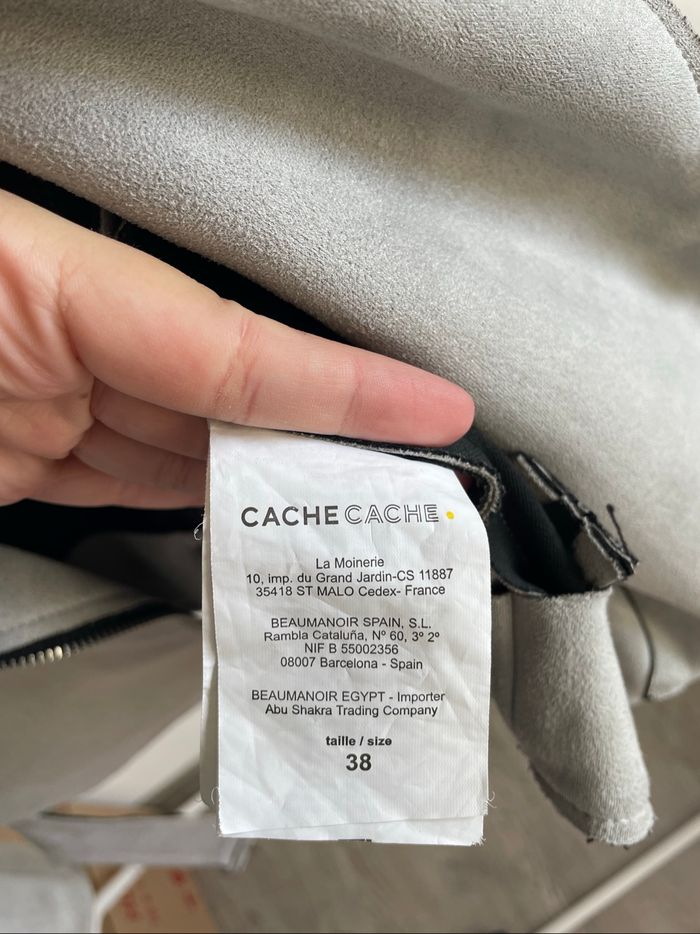 CACHE CACHE
La Moinerie
10, imp. du Grand Jardin-CS 11887
35418 ST MALO Cedex- France
BEAUMANOIR SPAIN, S.L.
Rambla Cataluña, Nº 60, 3º 2º
NIF B 55002356
08007 Barcelona - Spain
BEAUMANOIR EGYPT - Importer
Abu Shakra Trading Company
taille / size
38